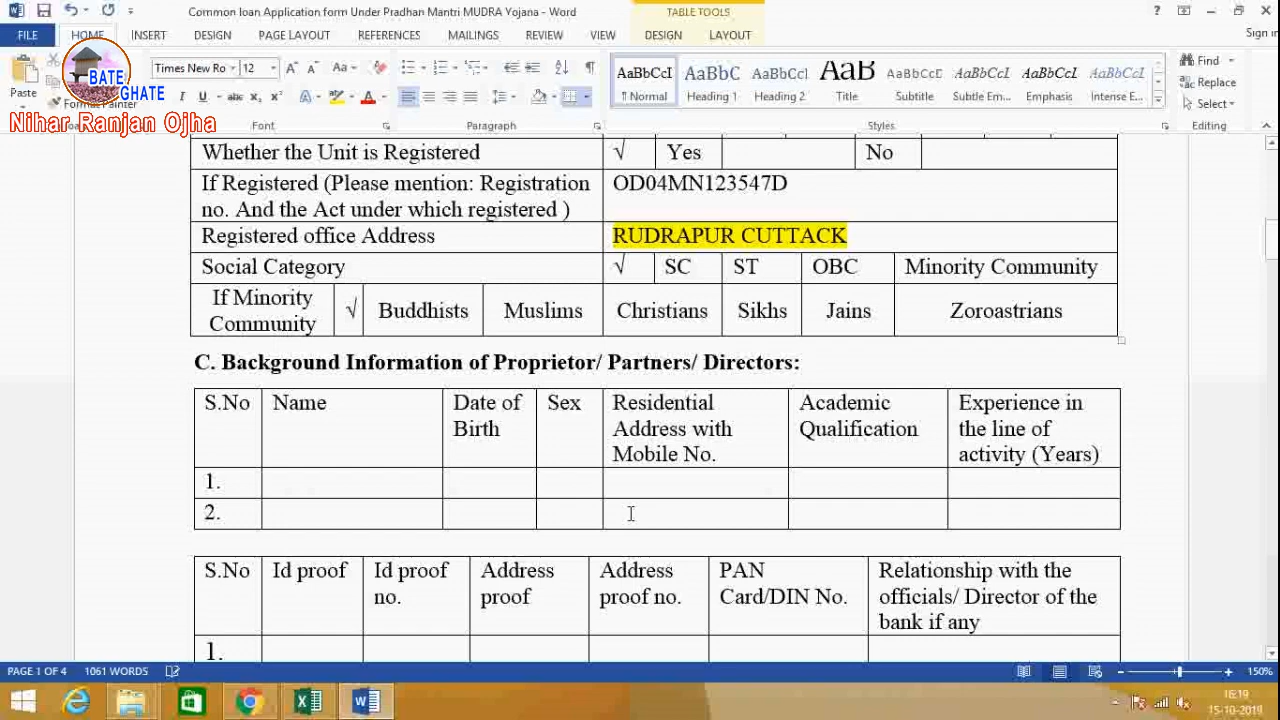 Common loan Application form Under Pradhan Mantri MUDRA Yojana - Word
TABLE TOOLS
?
FILE HOME INSERT DESIGN PAGE LAYOUT REFERENCES MAILINGS REVIEW VIEW DESIGN LAYOUT Sign in
Times New Ro 12 Aa
Find
Replace
Select
Paste
Format Painter
BATE
GHATE
Nihar Ranjan Ojha
AaBbCcI AaBbC AaBbCcI AaB AaBbCcD AaBbCcI AaBbCcI AaBbCcI
¶ Normal Heading 1 Heading 2 Title Subtitle Subtle Em... Emphasis Intense E...
Font Paragraph Styles Editing
Whether the Unit is Registered √ Yes No
If Registered (Please mention: Registration no. And the Act under which registered )
OD04MN123547D
Registered office Address RUDRAPUR CUTTACK
Social Category √ SC ST OBC Minority Community
If Minority Community √ Buddhists Muslims Christians Sikhs Jains Zoroastrians
C. Background Information of Proprietor/ Partners/ Directors:
S.No Name Date of Birth Sex Residential Address with Mobile No. Academic Qualification Experience in the line of activity (Years)
1.
2.
S.No Id proof Id proof no. Address proof Address proof no. PAN Card/DIN No. Relationship with the officials/ Director of the bank if any
1.
PAGE 1 OF 4 1061 WORDS 150%
16:19
15-10-2019